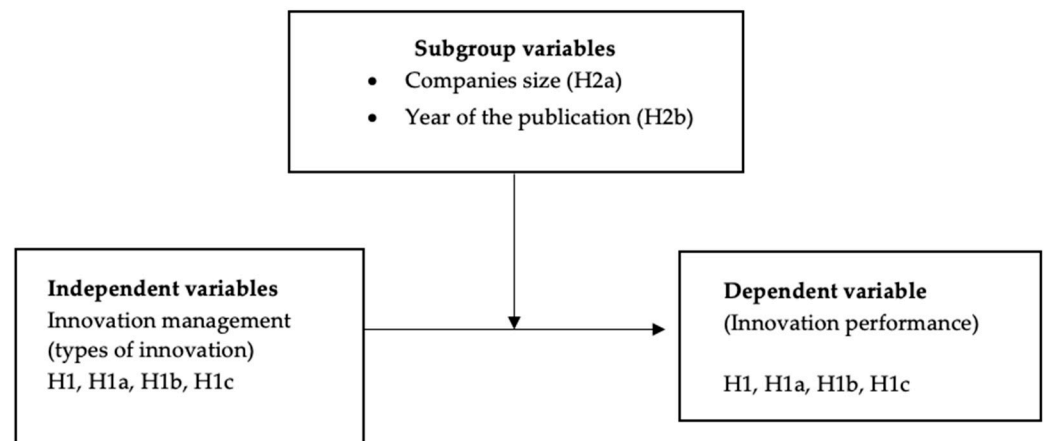 Subgroup variables
• Companies size (H2a)
• Year of the publication (H2b)
Independent variables
Innovation management
(types of innovation)
H1, H1a, H1b, H1c
Dependent variable
(Innovation performance)
H1, H1a, H1b, H1c